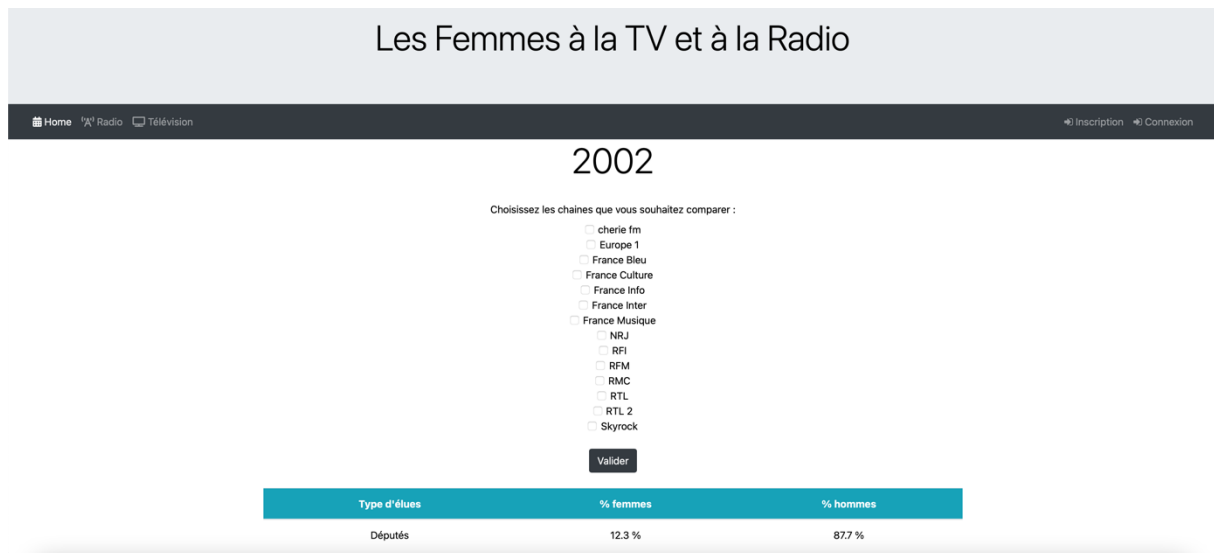 Les Femmes à la TV et à la Radio
Home Radio Télévision Inscription Connexion
2002
Choisissez les chaines que vous souhaitez comparer :
cherie fm
Europe 1
France Bleu
France Culture
France Info
France Inter
France Musique
NRJ
RFI
RFM
RMC
RTL
RTL 2
Skyrock
Valider
Type d'élues % femmes % hommes
Députés 12.3 % 87.7 %